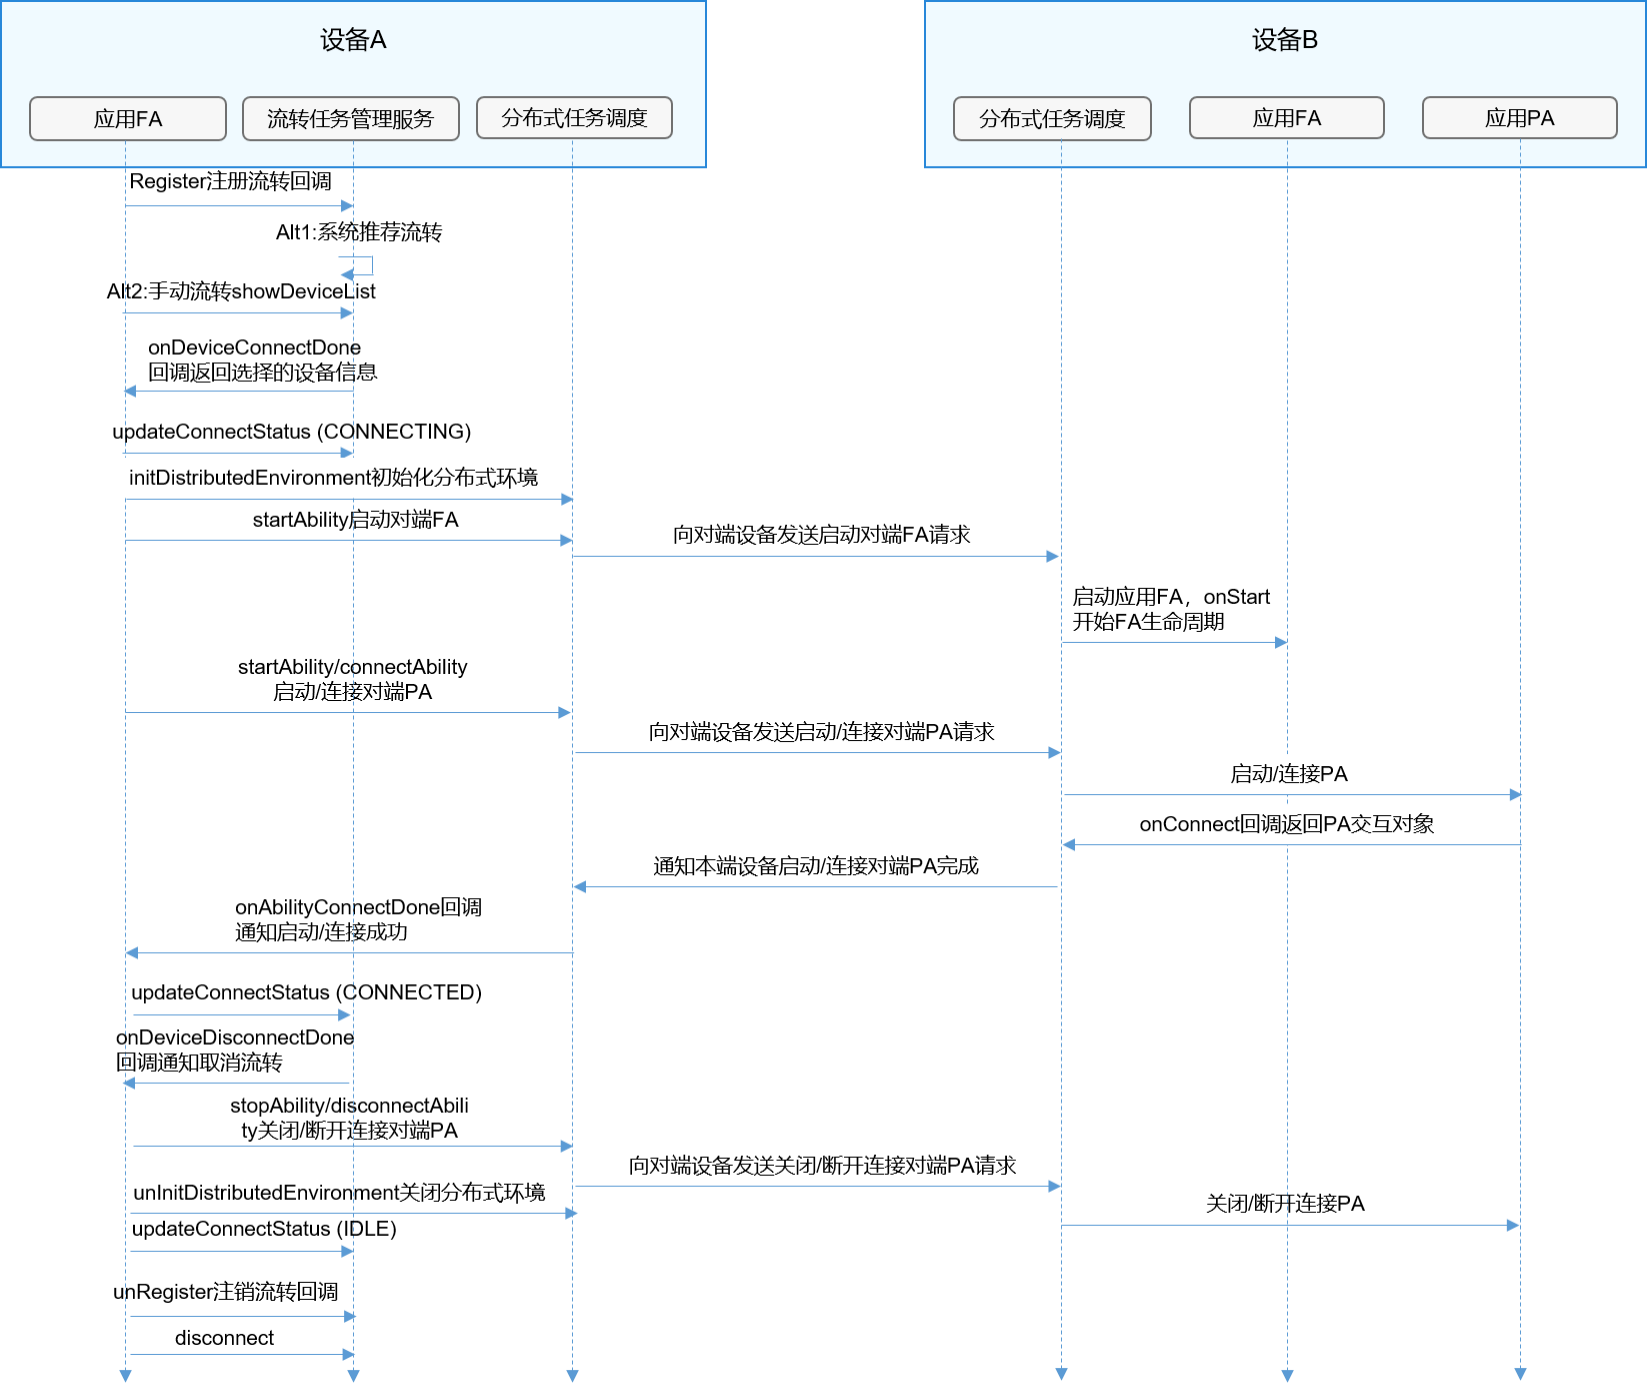 设备A
设备B
应用FA
流转任务管理服务
分布式任务调度
分布式任务调度
应用FA
应用PA
Register注册流转回调
Alt1:系统推荐流转
Alt2:手动流转showDeviceList
onDeviceConnectDone
回调返回选择的设备信息
updateConnectStatus (CONNECTING)
initDistributedEnvironment初始化分布式环境
startAbility启动对端FA
向对端设备发送启动对端FA请求
启动应用FA，onStart
开始FA生命周期
startAbility/connectAbility
启动/连接对端PA
向对端设备发送启动/连接对端PA请求
启动/连接PA
onConnect回调返回PA交互对象
通知本端设备启动/连接对端PA完成
onAbilityConnectDone回调
通知启动/连接成功
updateConnectStatus (CONNECTED)
onDeviceDisconnectDone
回调通知取消流转
stopAbility/disconnectAbili
ty关闭/断开连接对端PA
向对端设备发送关闭/断开连接对端PA请求
unInitDistributedEnvironment关闭分布式环境
关闭/断开连接PA
updateConnectStatus (IDLE)
unRegister注销流转回调
disconnect